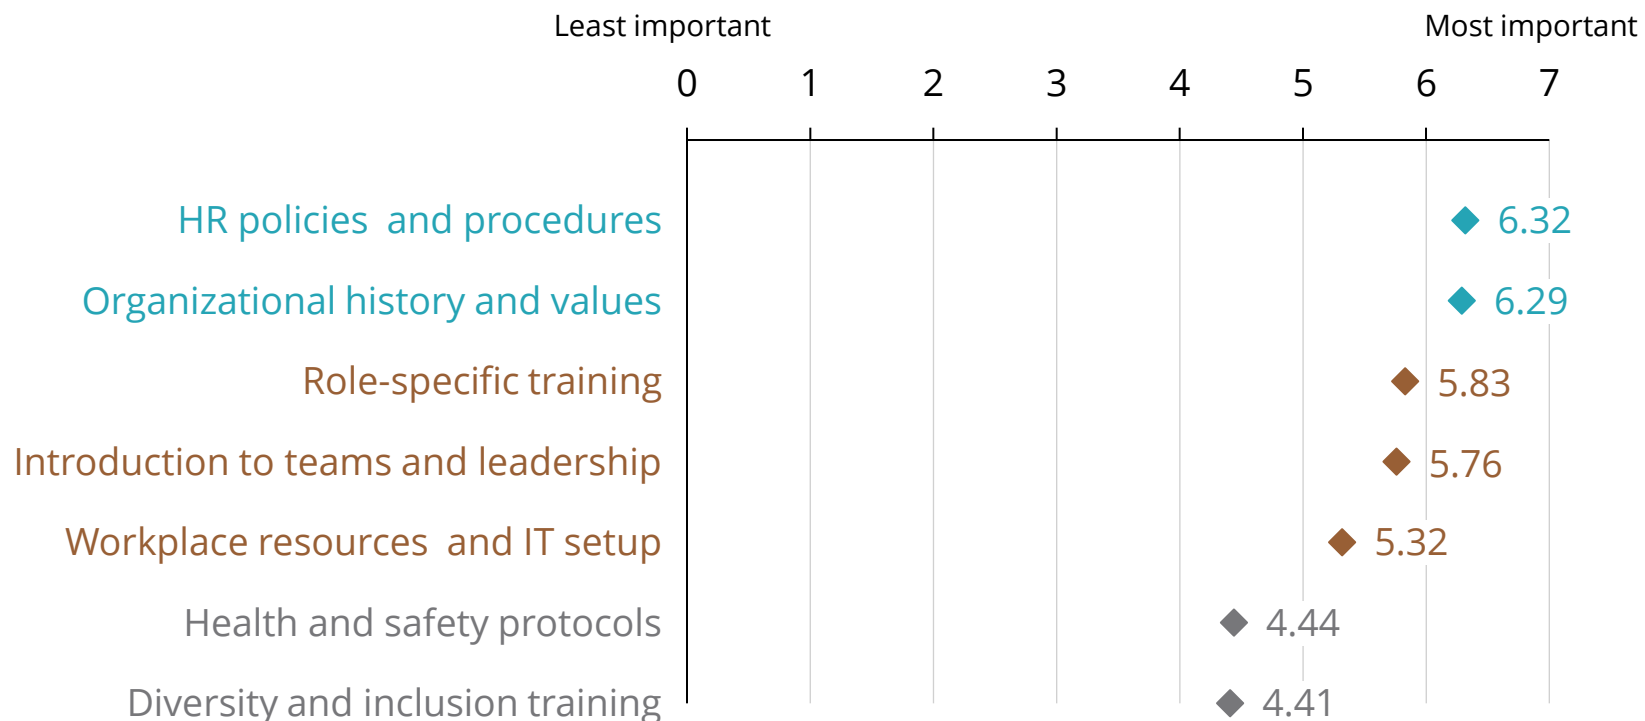 Least important Most important
0 1 2 3 4 5 6 7
HR policies  and procedures 6.32
Organizational history and values 6.29
Role-specific training 5.83
Introduction to teams and leadership 5.76
Workplace resources  and IT setup 5.32
Health and safety protocols 4.44
Diversity and inclusion training 4.41